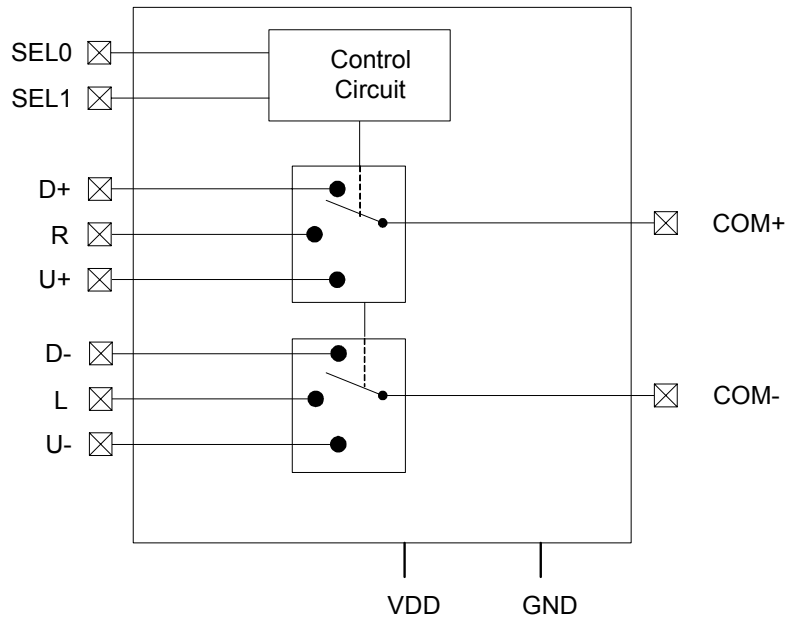 SEL0
Control
Circuit
SEL1
D+
R
COM+
U+
D-
L
COM-
U-
VDD
GND